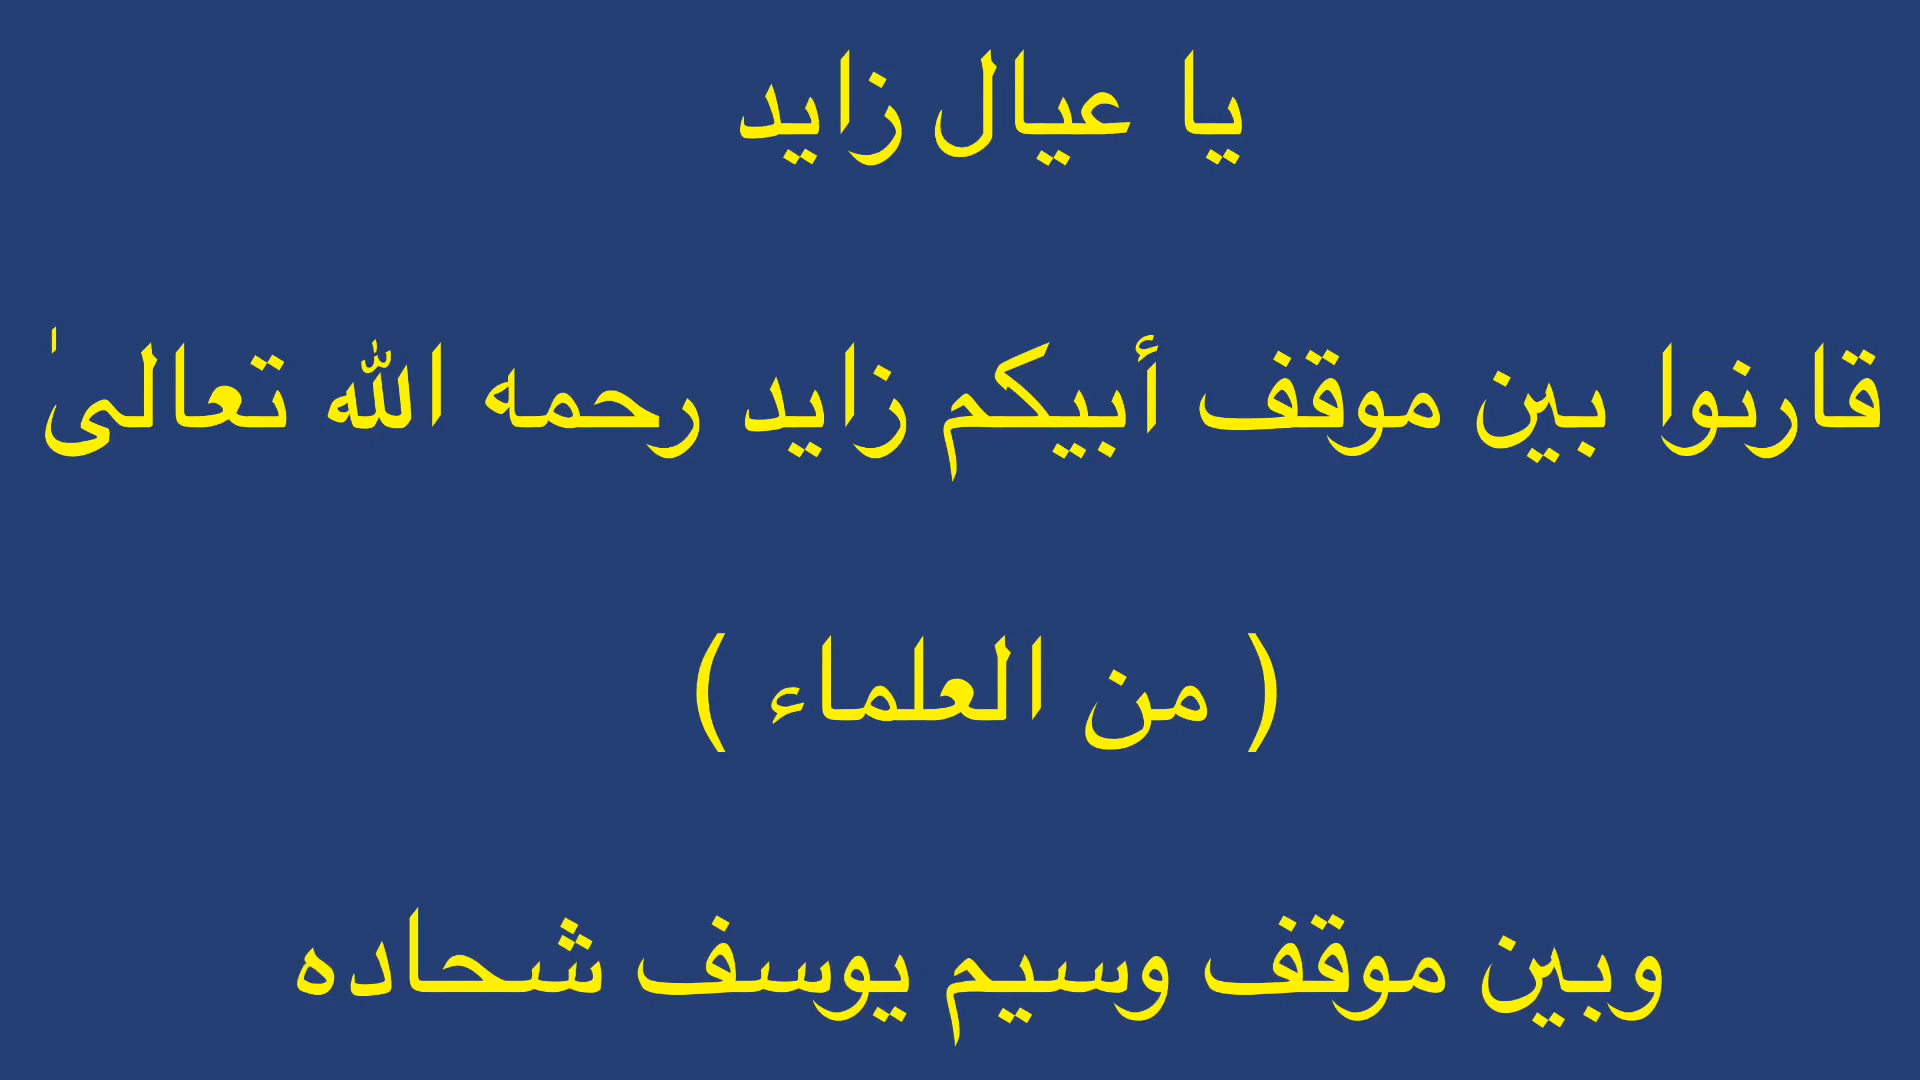 يا عيال زايد
قارنوا بين موقف أبيكم زايد رحمه الله تعالىٰ
( من العلماء )
وبين موقف وسيم يوسف شحاده